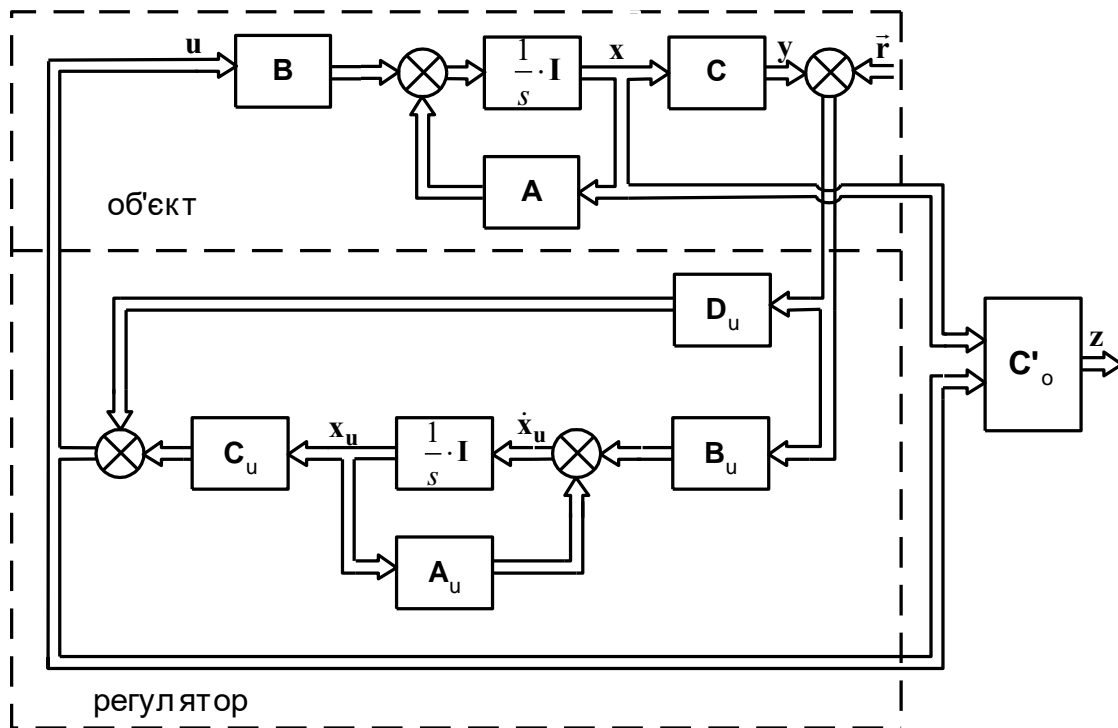 u
B
1/s · I
x
C
y
r⃗
A
об'єкт
D_u
C'_o
z
C_u
x_u
1/s · I
ẋ_u
B_u
A_u
регулятор